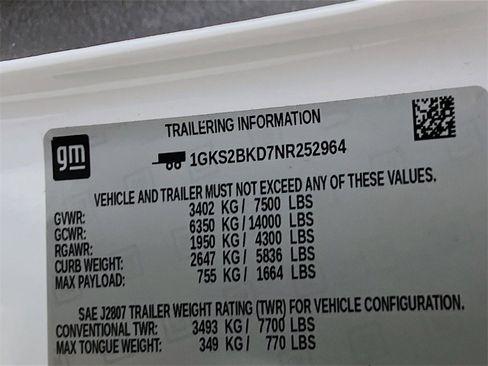 gm
TRAILERING INFORMATION
1GKS2BKD7NR252964
VEHICLE AND TRAILER MUST NOT EXCEED ANY OF THESE VALUES.
GVWR: 3402 KG / 7500 LBS
GCWR: 6350 KG / 14000 LBS
RGAWR: 1950 KG / 4300 LBS
CURB WEIGHT: 2647 KG / 5836 LBS
MAX PAYLOAD: 755 KG / 1664 LBS
SAE J2807 TRAILER WEIGHT RATING (TWR) FOR VEHICLE CONFIGURATION.
CONVENTIONAL TWR: 3493 KG / 7700 LBS
MAX TONGUE WEIGHT: 349 KG / 770 LBS